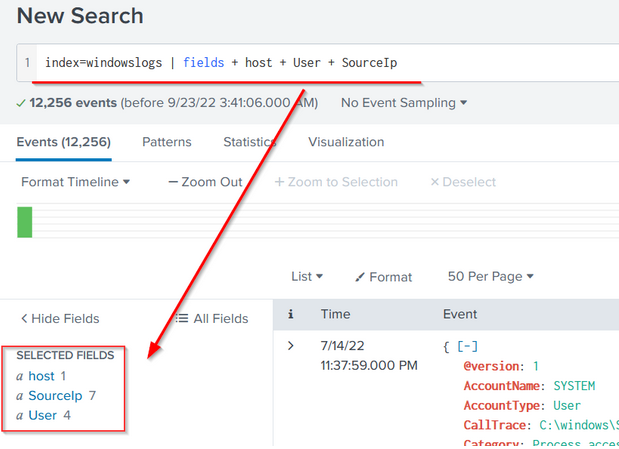 New Search
1 index=windowslogs | fields + host + User + SourceIp
12,256 events (before 9/23/22 3:41:06.000 AM) No Event Sampling
Events (12,256) Patterns Statistics Visualization
Format Timeline Zoom Out + Zoom to Selection × Deselect
List Format 50 Per Page
< Hide Fields All Fields i Time Event
SELECTED FIELDS
a host 1
a SourceIp 7
a User 4
> 7/14/22 { [-]
11:37:59.000 PM @version: 1
AccountName: SYSTEM
AccountType: User
CallTrace: C:\windows\S
Category: Process acces